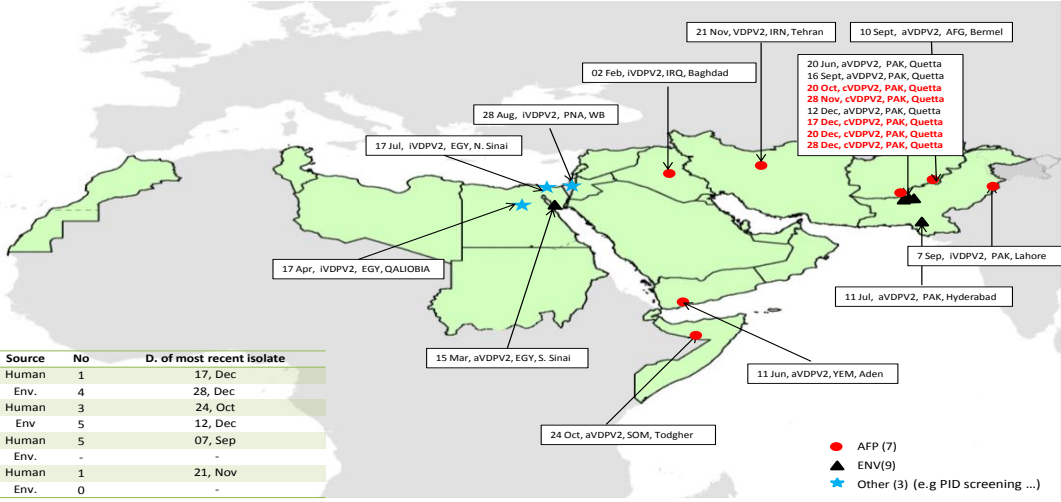 21 Nov, VDPV2, IRN, Tehran
10 Sept, aVDPV2, AFG, Bermel
02 Feb, iVDPV2, IRQ, Baghdad
20 Jun, aVDPV2, PAK, Quetta
16 Sept, aVDPV2, PAK, Quetta
20 Oct, cVDPV2, PAK, Quetta
28 Nov, cVDPV2, PAK, Quetta
12 Dec, aVDPV2, PAK, Quetta
17 Dec, cVDPV2, PAK, Quetta
20 Dec, cVDPV2, PAK, Quetta
28 Dec, cVDPV2, PAK, Quetta
28 Aug, iVDPV2, PNA, WB
17 Jul, iVDPV2, EGY, N. Sinai
17 Apr, iVDPV2, EGY, QALIOBIA
7 Sep, iVDPV2, PAK, Lahore
11 Jul, aVDPV2, PAK, Hyderabad
15 Mar, aVDPV2, EGY, S. Sinai
11 Jun, aVDPV2, YEM, Aden
24 Oct, aVDPV2, SOM, Todgher
Source No D. of most recent isolate
Human 1 17, Dec
Env. 4 28, Dec
Human 3 24, Oct
Env 5 12, Dec
Human 5 07, Sep
Env. - -
Human 1 21, Nov
Env. 0 -
AFP (7)
ENV(9)
Other (3) (e.g PID screening ...)